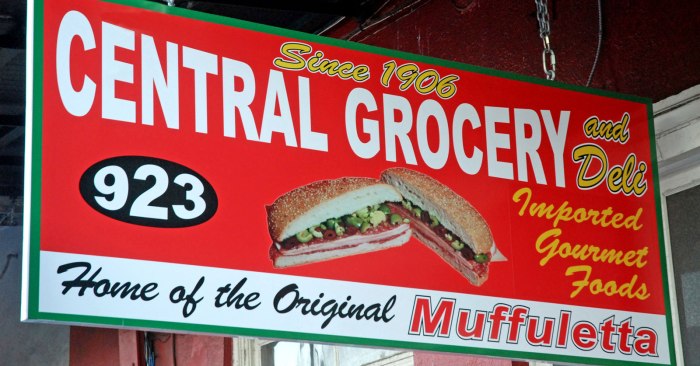 Since 1906
CENTRAL GROCERY and Deli
923
Imported
Gourmet
Foods
Home of the Original Muffuletta